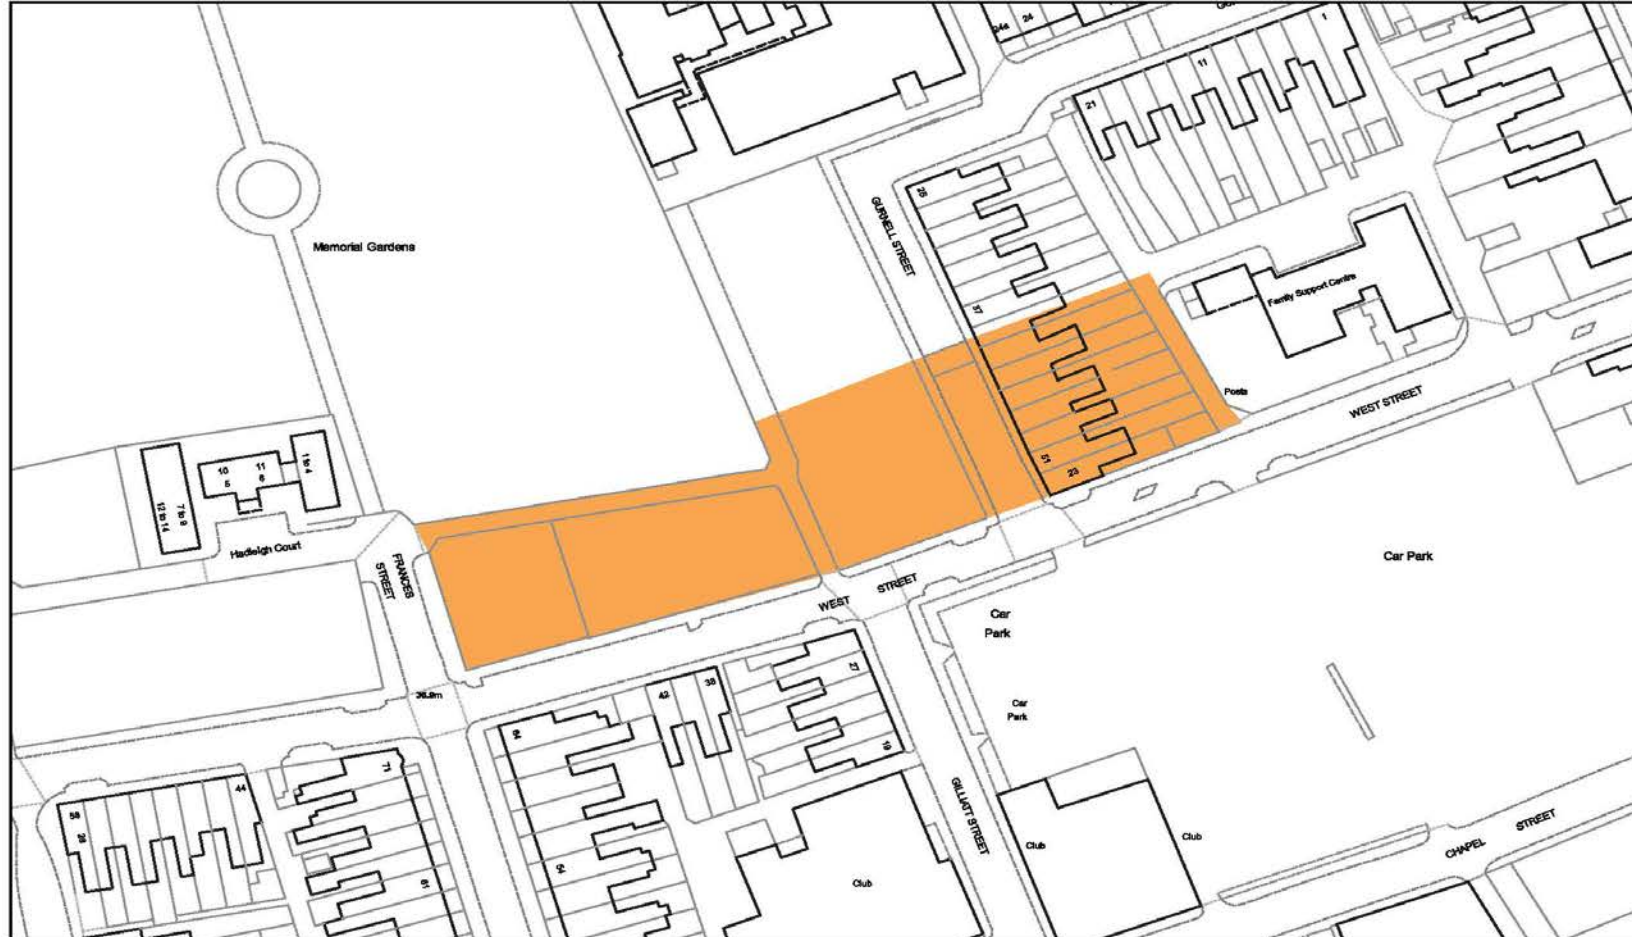 24a
24
1
11
21
Memorial Gardens
25
GURNELL STREET
37
Family Support Centre
Posts
WEST STREET
51
23
10
11
5
6
1 to 4
7 to 9
12 to 14
Hadleigh Court
FRANCES
STREET
WEST
STREET
Car Park
Car
Park
Car
Park
42
38
27
19
64
54
71
61
44
58
GILLIATT STREET
Club
Club
Club
CHAPEL
STREET